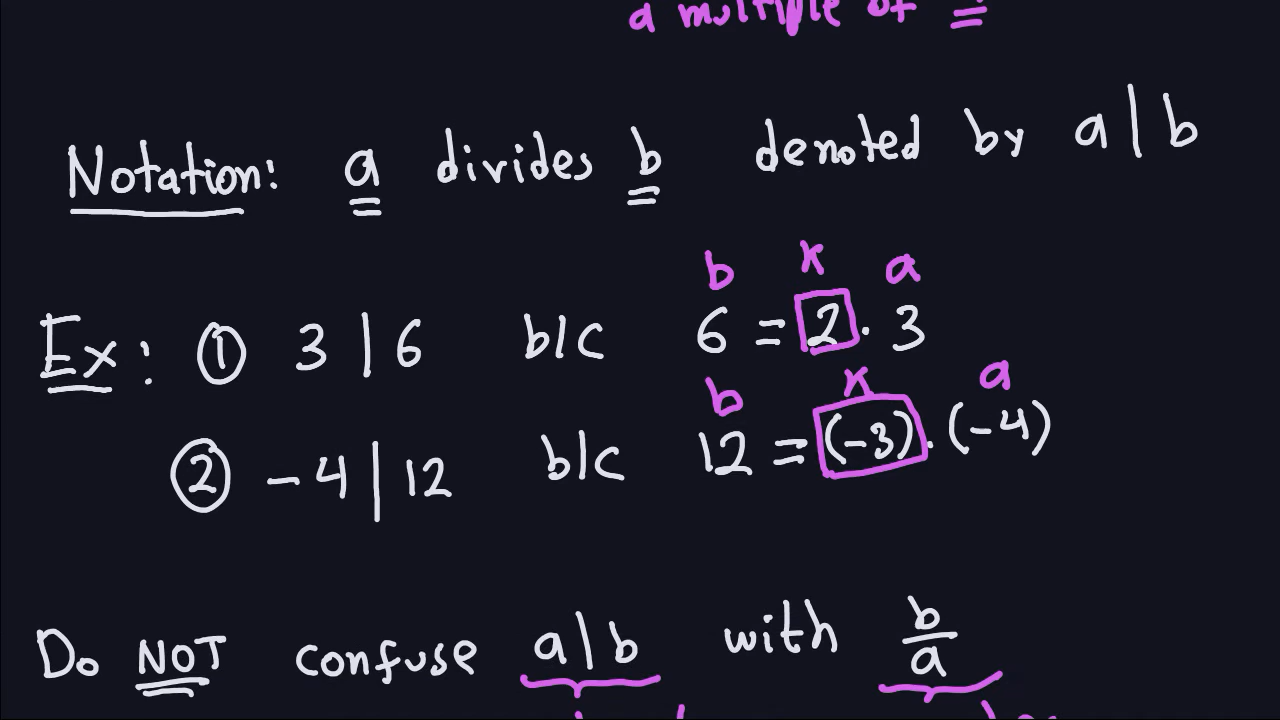 a multiple of
Notation: a divides b denoted by a | b
b k a
Ex: ① 3 | 6 b/c 6 = 2 · 3
b k a
② -4 | 12 b/c 12 = (-3) · (-4)
Do NOT confuse a | b with b/a